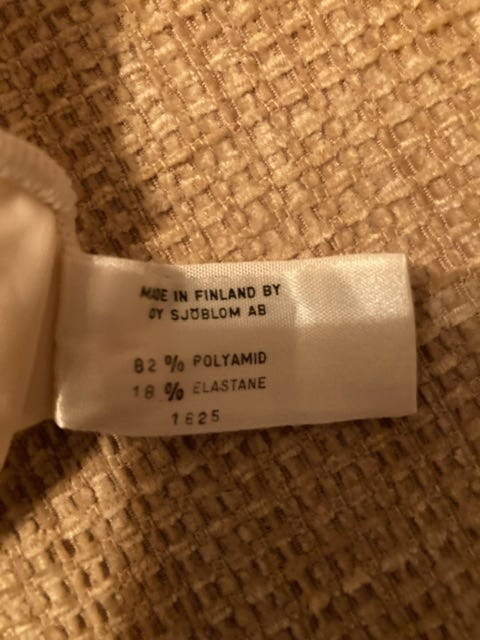 MADE IN FINLAND BY
OY SJÖBLOM AB
82 % POLYAMID
18 % ELASTANE
1625